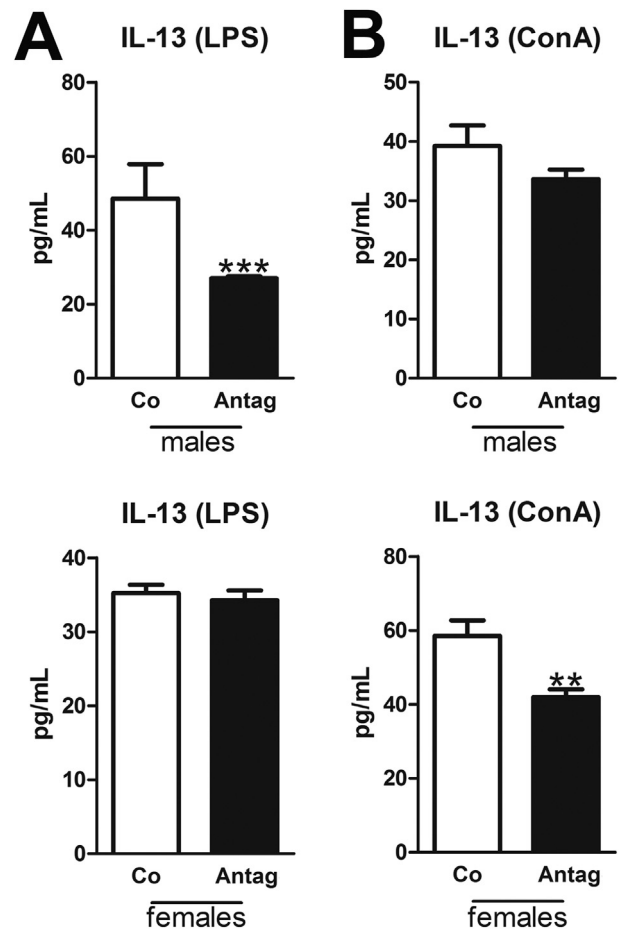 A
IL-13 (LPS)
pg/mL
80
60
40
20
0
***
Co Antag
males
B
IL-13 (ConA)
pg/mL
50
40
30
20
10
0
Co Antag
males
IL-13 (LPS)
pg/mL
40
30
20
10
0
Co Antag
females
IL-13 (ConA)
pg/mL
80
60
40
20
0
**
Co Antag
females